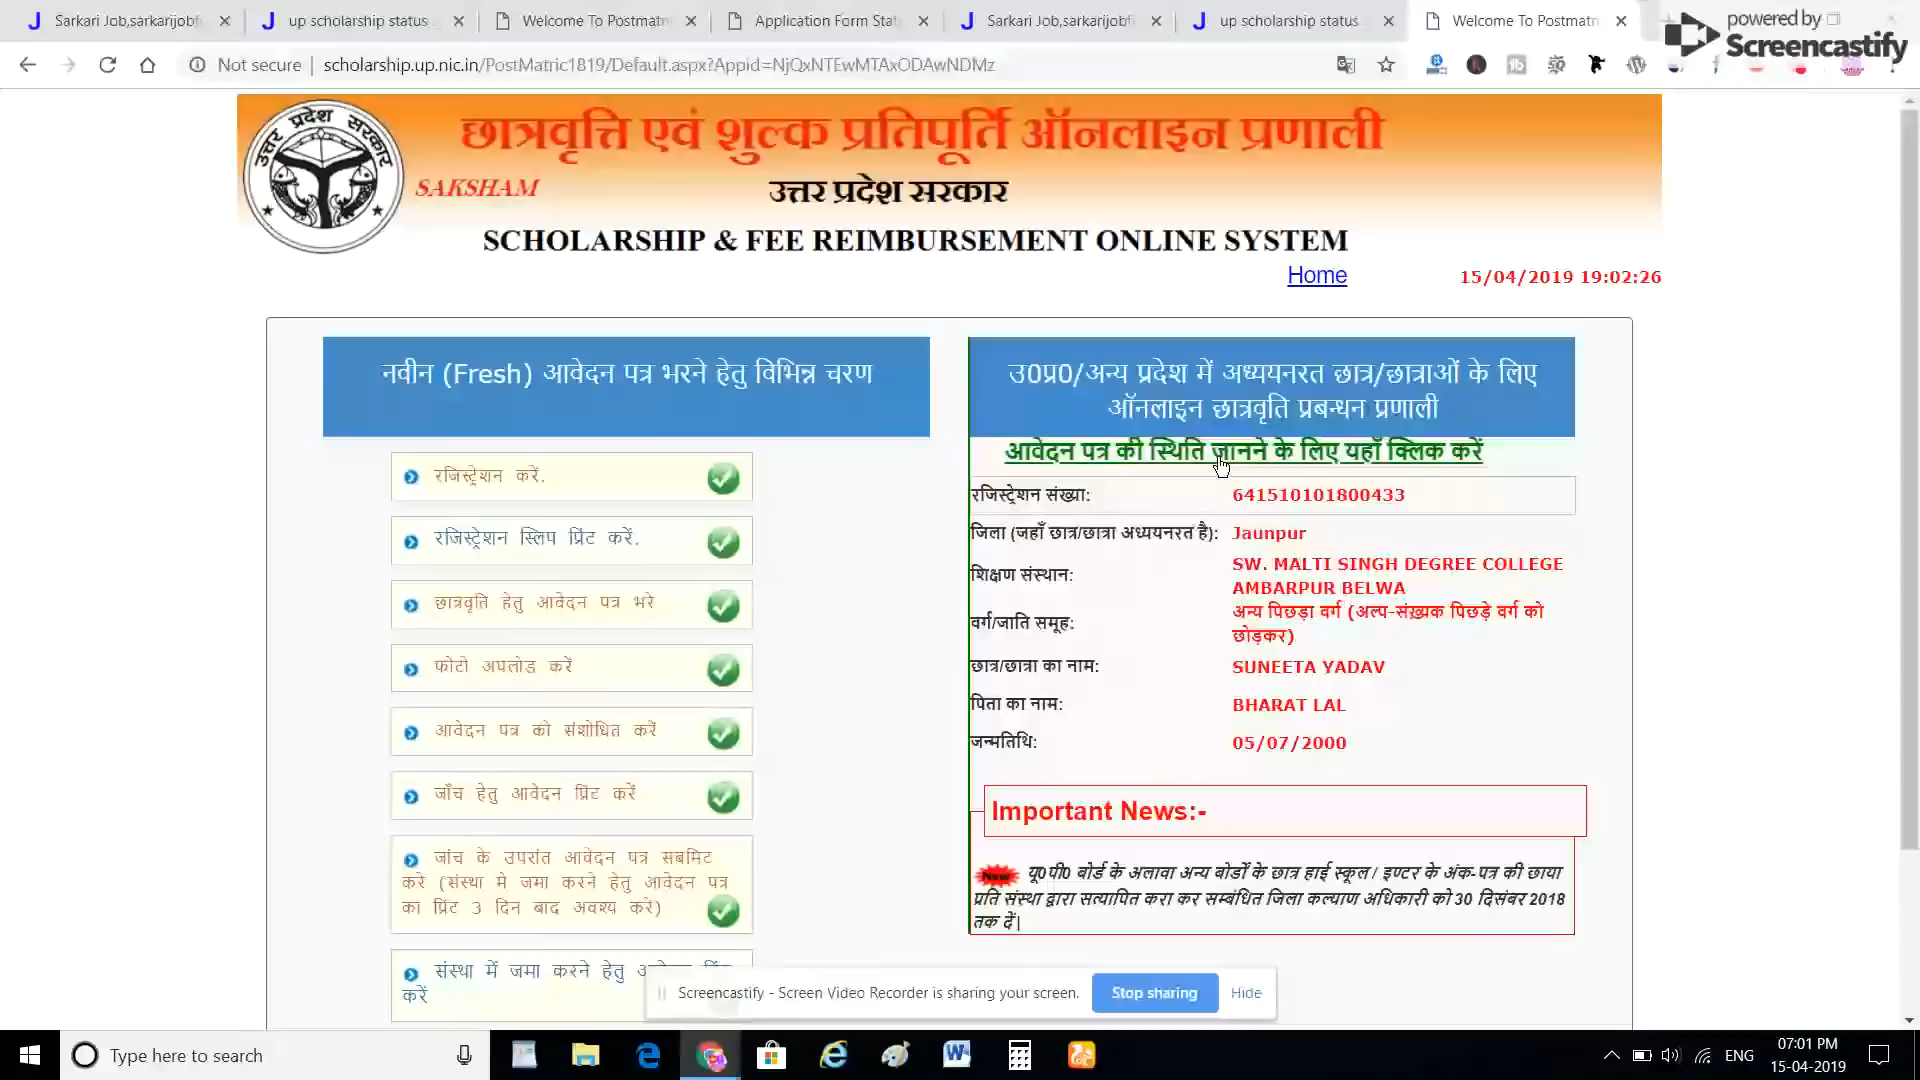 Sarkari Job,sarkarijobf
up scholarship status
Welcome To Postmatr
Application Form Stat
Sarkari Job,sarkarijobf
up scholarship status
Welcome To Postmatr
powered by
Screencastify
Not secure | scholarship.up.nic.in/PostMatric1819/Default.aspx?Appid=NjQxNTEwMTAxODAwNDMz
उत्तर प्रदेश सरकार
छात्रवृत्ति एवं शुल्क प्रतिपूर्ति ऑनलाइन प्रणाली
SAKSHAM
उत्तर प्रदेश सरकार
SCHOLARSHIP & FEE REIMBURSEMENT ONLINE SYSTEM
Home
15/04/2019 19:02:26
नवीन (Fresh) आवेदन पत्र भरने हेतु विभिन्न चरण
रजिस्ट्रेशन करें.
रजिस्ट्रेशन स्लिप प्रिंट करें.
छात्रवृति हेतु आवेदन पत्र भरे
फोटो अपलोड करें
आवेदन पत्र को संशोधित करें
जाँच हेतु आवेदन प्रिंट करें
जांच के उपरांत आवेदन पत्र सबमिट
करे (संस्था मे जमा करने हेतु आवेदन पत्र
का प्रिंट 3 दिन बाद अवश्य करे)
संस्था में जमा करने हेतु
करें
उ0प्र0/अन्य प्रदेश में अध्ययनरत छात्र/छात्राओं के लिए
ऑनलाइन छात्रवृति प्रबन्धन प्रणाली
आवेदन पत्र की स्थिति जानने के लिए यहाँ क्लिक करें
रजिस्ट्रेशन संख्या: 641510101800433
जिला (जहाँ छात्र/छात्रा अध्ययनरत है): Jaunpur
शिक्षण संस्थान: SW. MALTI SINGH DEGREE COLLEGE
AMBARPUR BELWA
वर्ग/जाति समूह: अन्य पिछड़ा वर्ग (अल्प-संख़्यक पिछड़े वर्ग को
छोड़कर)
छात्र/छात्रा का नाम: SUNEETA YADAV
पिता का नाम: BHARAT LAL
जन्मतिथि: 05/07/2000
Important News:-
New यू0पी0 बोर्ड के अलावा अन्य बोर्डों के छात्र हाई स्कूल / इण्टर के अंक-पत्र की छाया
प्रति संस्था द्वारा सत्यापित करा कर सम्बंधित जिला कल्याण अधिकारी को 30 दिसंबर 2018
तक दें|
Screencastify - Screen Video Recorder is sharing your screen.
Stop sharing
Hide
Type here to search
ENG
07:01 PM
15-04-2019